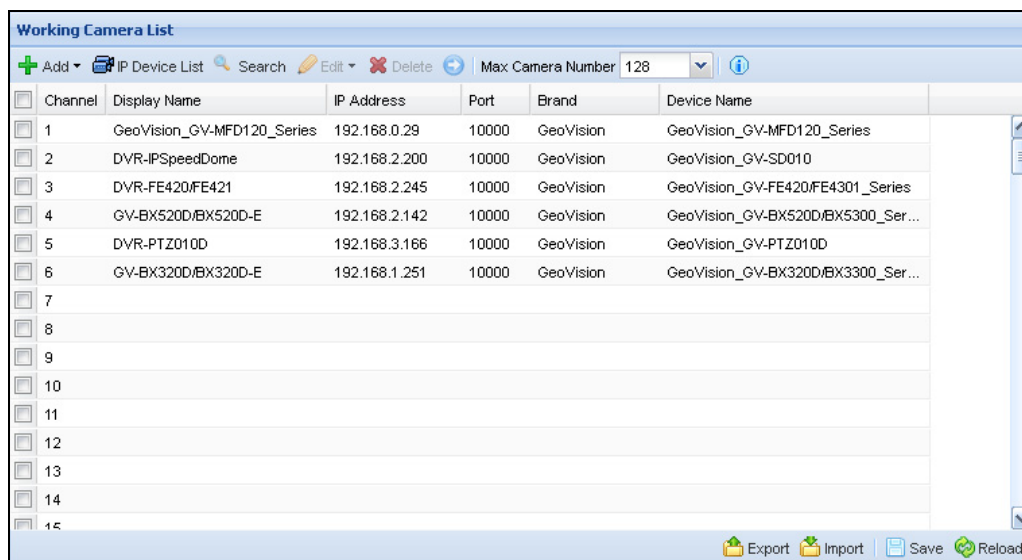 Working Camera List
Add IP Device List Search Edit Delete Max Camera Number 128
Channel Display Name IP Address Port Brand Device Name
1 GeoVision_GV-MFD120_Series 192.168.0.29 10000 GeoVision GeoVision_GV-MFD120_Series
2 DVR-IPSpeedDome 192.168.2.200 10000 GeoVision GeoVision_GV-SD010
3 DVR-FE420/FE421 192.168.2.245 10000 GeoVision GeoVision_GV-FE420/FE4301_Series
4 GV-BX520D/BX520D-E 192.168.2.142 10000 GeoVision GeoVision_GV-BX520D/BX5300_Ser...
5 DVR-PTZ010D 192.168.3.166 10000 GeoVision GeoVision_GV-PTZ010D
6 GV-BX320D/BX320D-E 192.168.1.251 10000 GeoVision GeoVision_GV-BX320D/BX3300_Ser...
7
8
9
10
11
12
13
14
15
Export Import Save Reload